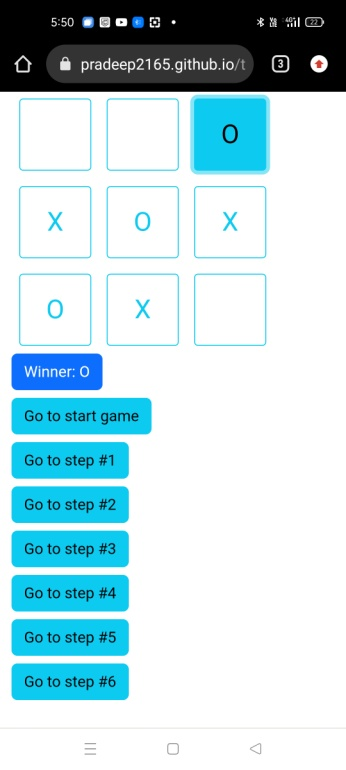 5:50 22
pradeep2165.github.io/t 3
O
X O X
O X
Winner: O
Go to start game
Go to step #1
Go to step #2
Go to step #3
Go to step #4
Go to step #5
Go to step #6